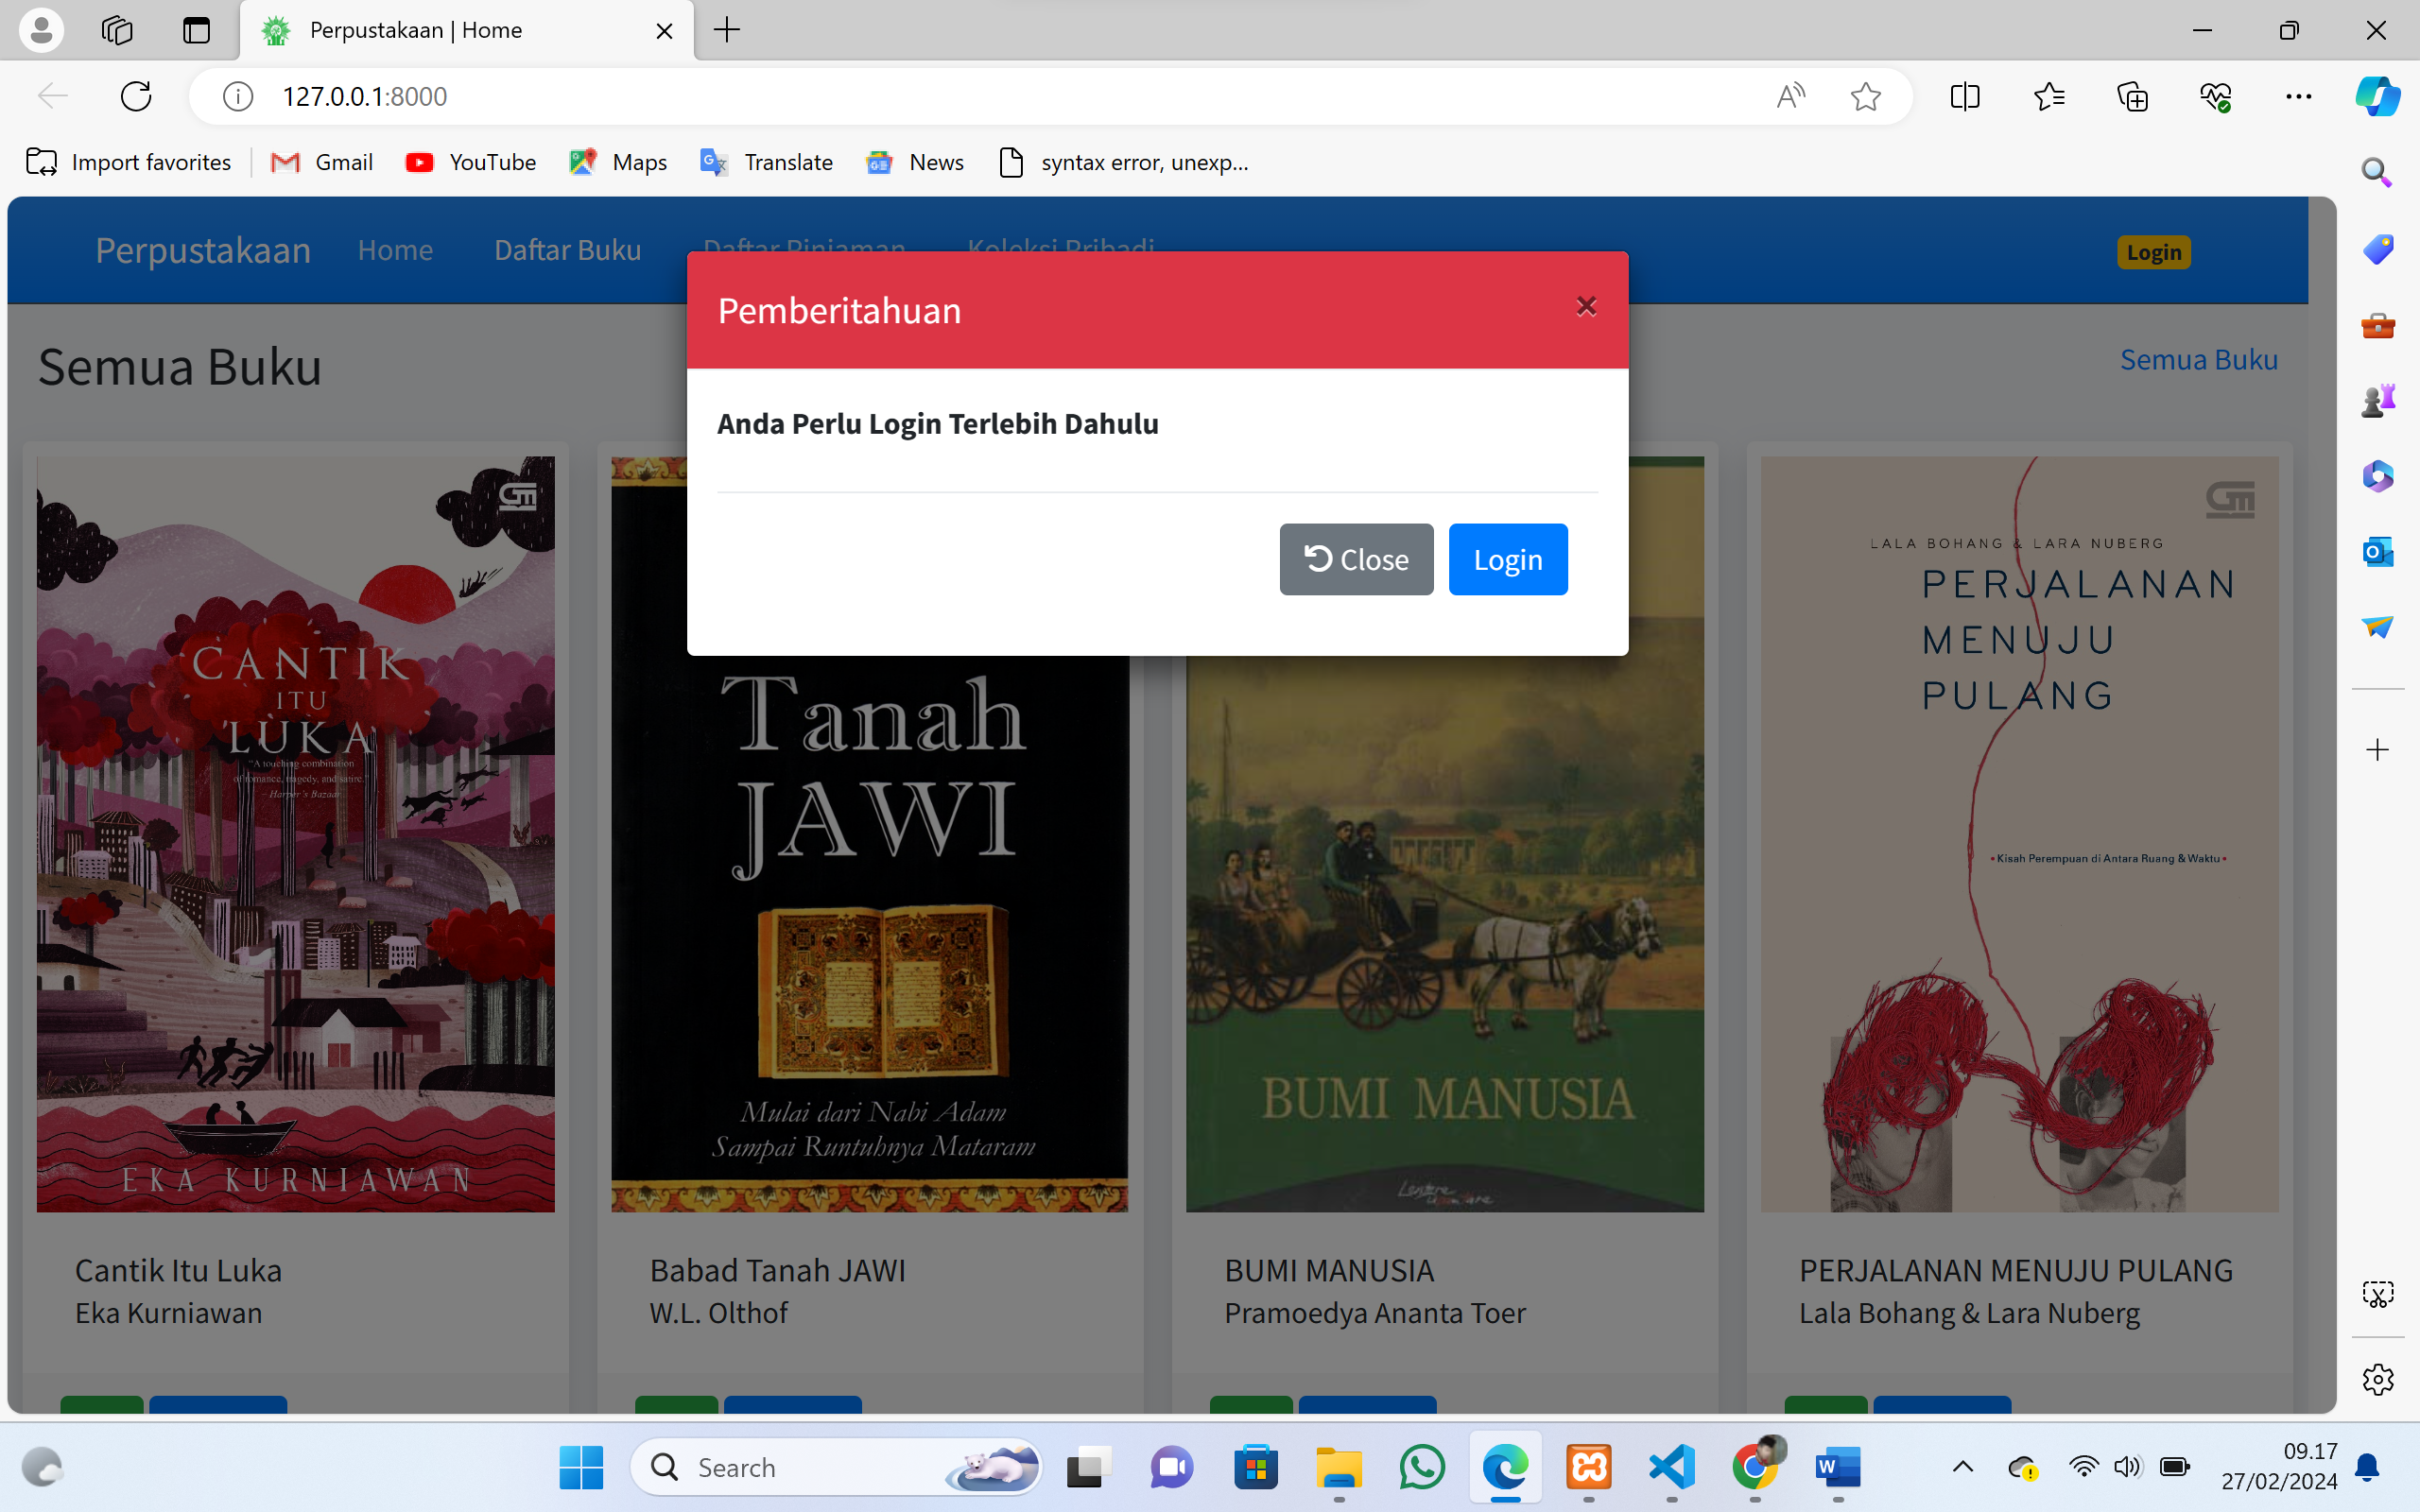 Perpustakaan | Home
127.0.0.1:8000
Import favorites
Gmail
YouTube
Maps
Translate
News
syntax error, unexp...
Perpustakaan
Home
Daftar Buku
Daftar Pinjaman
Koleksi Pribadi
Login
Pemberitahuan
×
Anda Perlu Login Terlebih Dahulu
Close
Login
Semua Buku
Semua Buku
CANTIK
ITU
LUKA
"A touching combination
of romance, tragedy, and satire."
– Harper's Bazaar
EKA KURNIAWAN
Tanah
JAWI
Mulai dari Nabi Adam
Sampai Runtuhnya Mataram
BUMI MANUSIA
LALA BOHANG & LARA NUBERG
PERJALANAN
MENUJU
PULANG
• Kisah Perempuan di Antara Ruang & Waktu •
Cantik Itu Luka
Eka Kurniawan
Babad Tanah JAWI
W.L. Olthof
BUMI MANUSIA
Pramoedya Ananta Toer
PERJALANAN MENUJU PULANG
Lala Bohang & Lara Nuberg
Search
09.17
27/02/2024